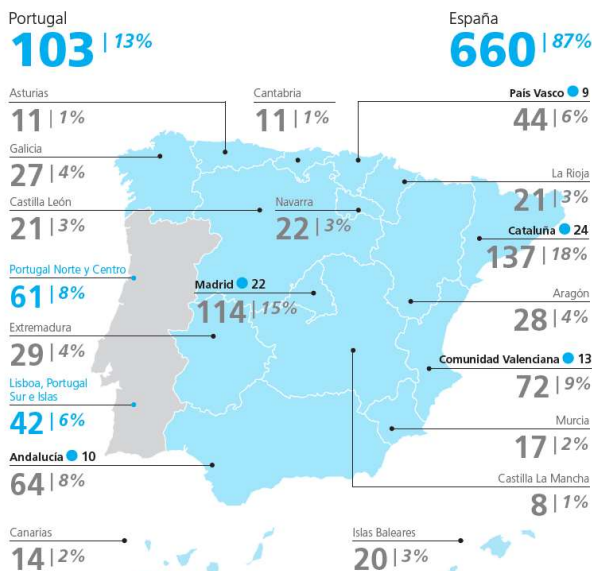 Portugal
103 | 13%
España
660 | 87%
Asturias
11 | 1%
Cantabria
11 | 1%
País Vasco 9
44 | 6%
Galicia
27 | 4%
La Rioja
21 | 3%
Castilla León
21 | 3%
Navarra
22 | 3%
Cataluña 24
137 | 18%
Portugal Norte y Centro
61 | 8%
Madrid 22
114 | 15%
Aragón
28 | 4%
Extremadura
29 | 4%
Comunidad Valenciana 13
72 | 9%
Lisboa, Portugal
Sur e Islas
42 | 6%
Murcia
17 | 2%
Andalucía 10
64 | 8%
Castilla La Mancha
8 | 1%
Canarias
14 | 2%
Islas Baleares
20 | 3%